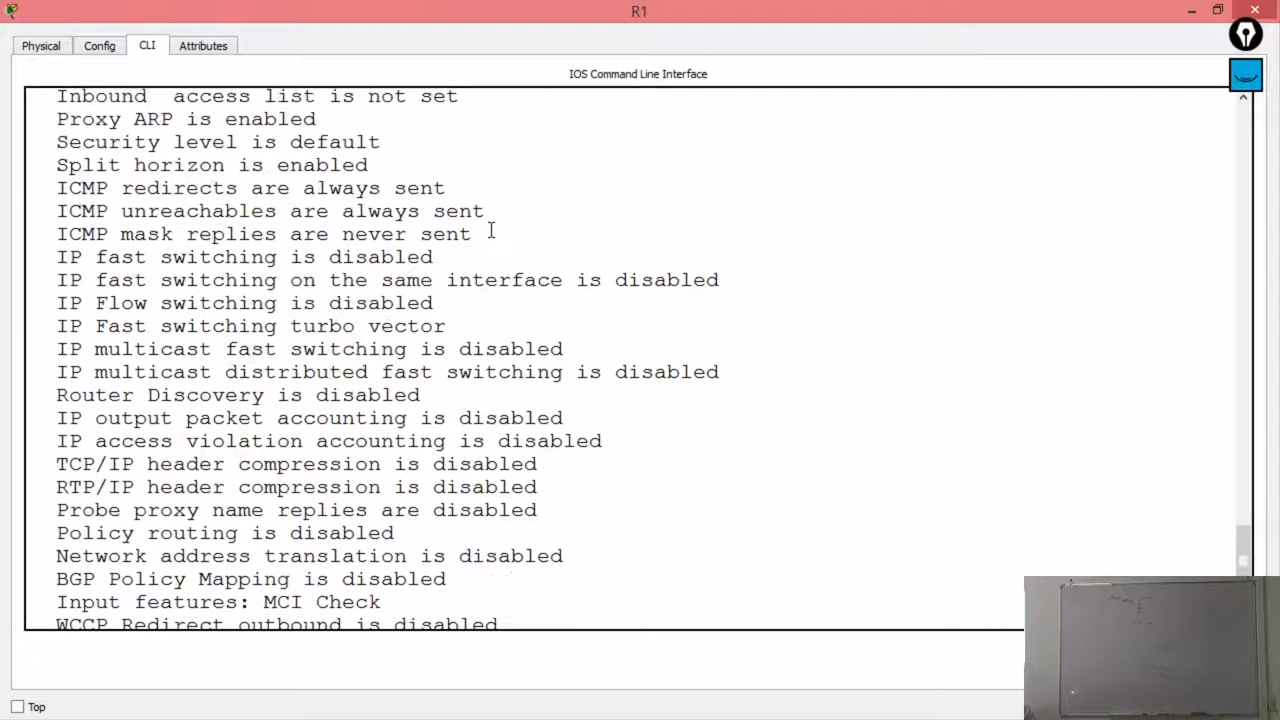 R1
Physical
Config
CLI
Attributes
IOS Command Line Interface
Inbound  access list is not set
Proxy ARP is enabled
Security level is default
Split horizon is enabled
ICMP redirects are always sent
ICMP unreachables are always sent
ICMP mask replies are never sent
IP fast switching is disabled
IP fast switching on the same interface is disabled
IP Flow switching is disabled
IP Fast switching turbo vector
IP multicast fast switching is disabled
IP multicast distributed fast switching is disabled
Router Discovery is disabled
IP output packet accounting is disabled
IP access violation accounting is disabled
TCP/IP header compression is disabled
RTP/IP header compression is disabled
Probe proxy name replies are disabled
Policy routing is disabled
Network address translation is disabled
BGP Policy Mapping is disabled
Input features: MCI Check
WCCP Redirect outbound is disabled
Top